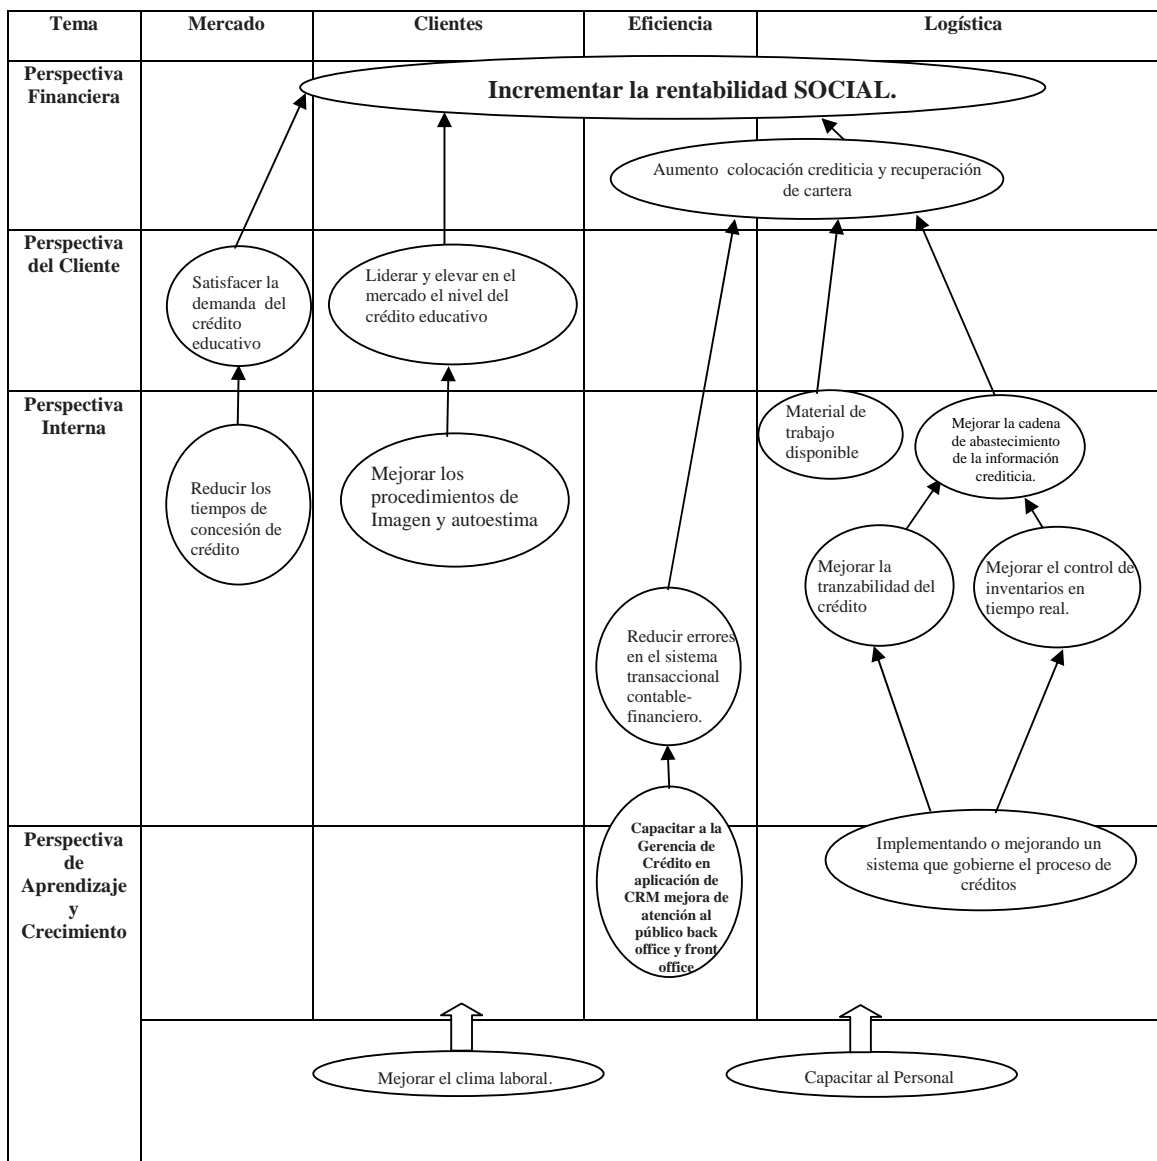 Tema
Mercado
Clientes
Eficiencia
Logística
Perspectiva
Financiera
Incrementar la rentabilidad SOCIAL.
Aumento  colocación crediticia y recuperación
de cartera
Perspectiva
del Cliente
Satisfacer la
demanda  del
crédito
educativo
Liderar y elevar en el
mercado el nivel del
crédito educativo
Perspectiva
Interna
Reducir los
tiempos de
concesión de
crédito
Mejorar los
procedimientos de
Imagen y autoestima
Material de
trabajo
disponible
Mejorar la cadena
de abastecimiento
de la información
crediticia.
Mejorar la
tranzabilidad del
crédito
Mejorar el control de
inventarios en
tiempo real.
Reducir errores
en el sistema
transaccional
contable-
financiero.
Perspectiva
de
Aprendizaje
y
Crecimiento
Capacitar a la
Gerencia de
Crédito en
aplicación de
CRM mejora de
atención al
público back
office y front
office
Implementando o mejorando un
sistema que gobierne el proceso de
créditos
Mejorar el clima laboral.
Capacitar al Personal